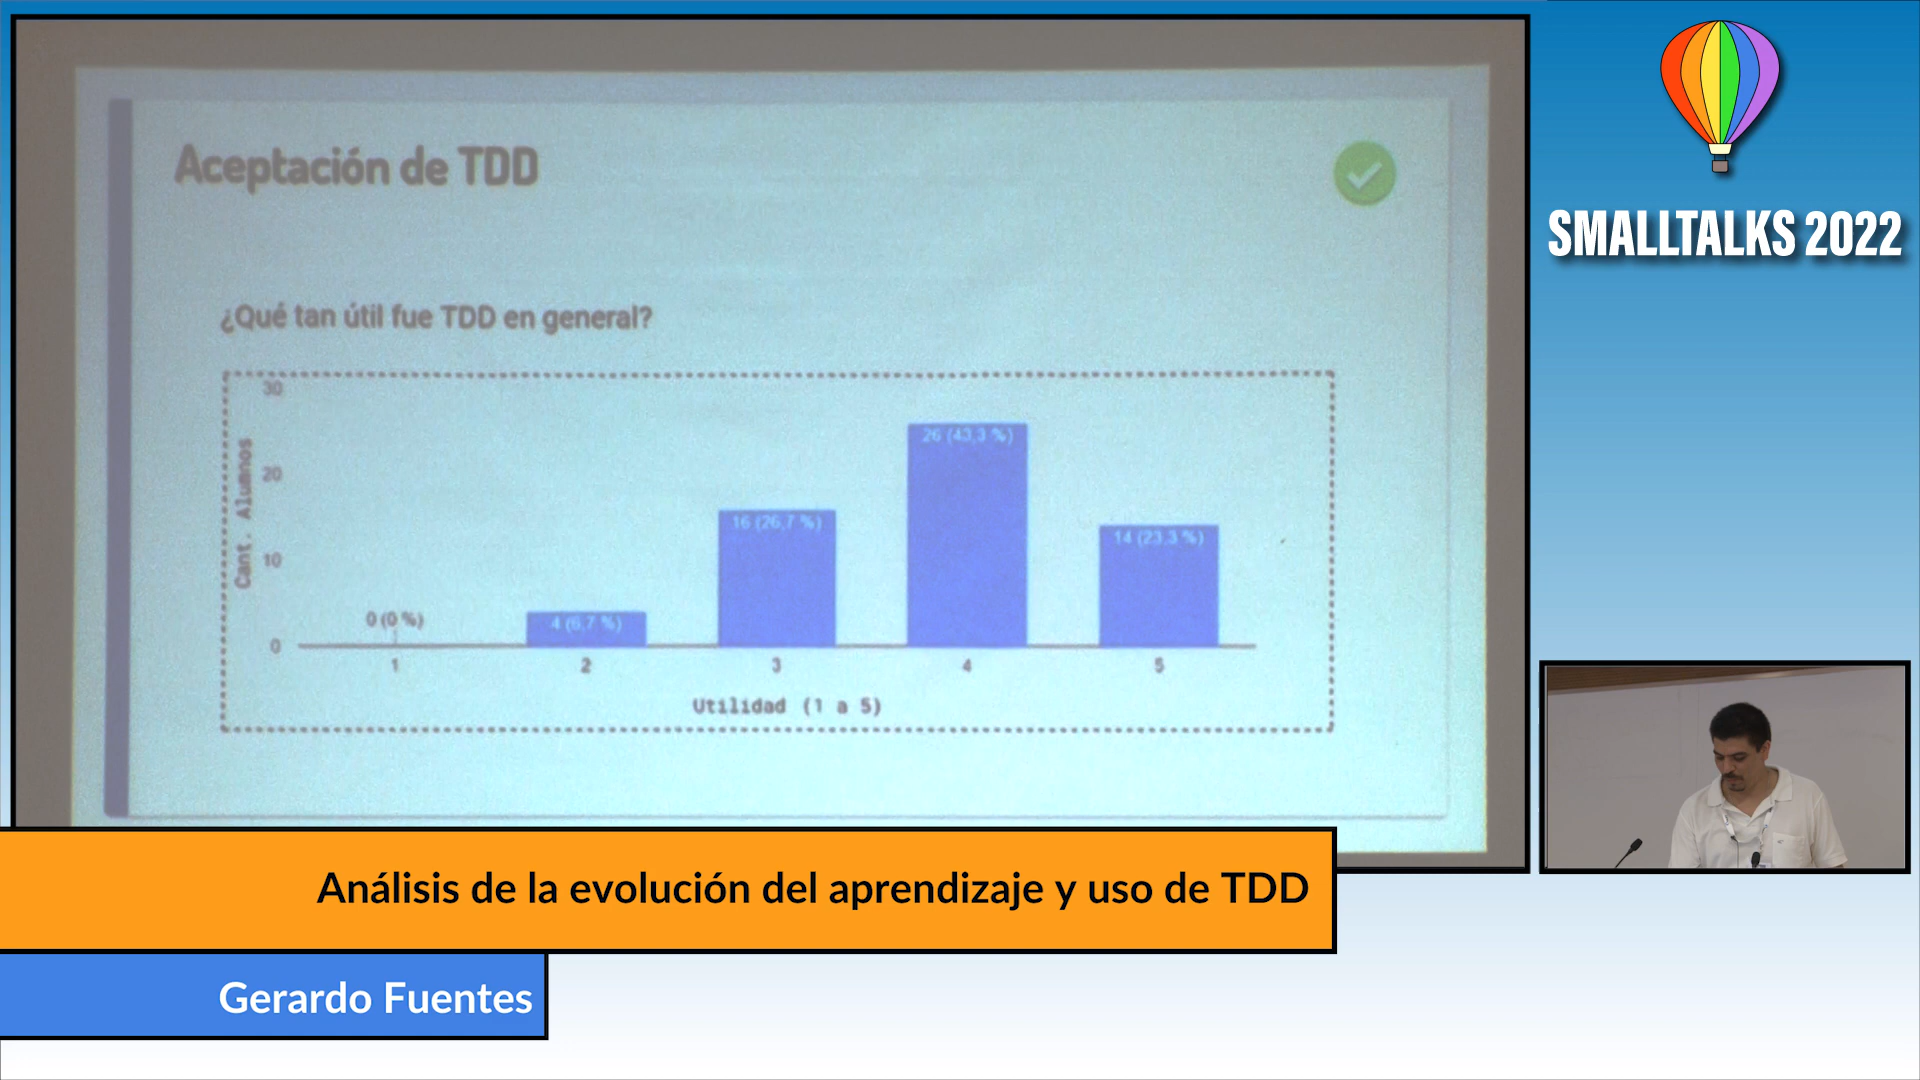 Aceptación de TDD
¿Qué tan útil fue TDD en general?
30
20
10
0
Cant. Alumnos
0 (0 %)
4 (6,7 %)
16 (26,7 %)
26 (43,3 %)
14 (23,3 %)
1
2
3
4
5
Utilidad (1 a 5)
SMALLTALKS 2022
Análisis de la evolución del aprendizaje y uso de TDD
Gerardo Fuentes